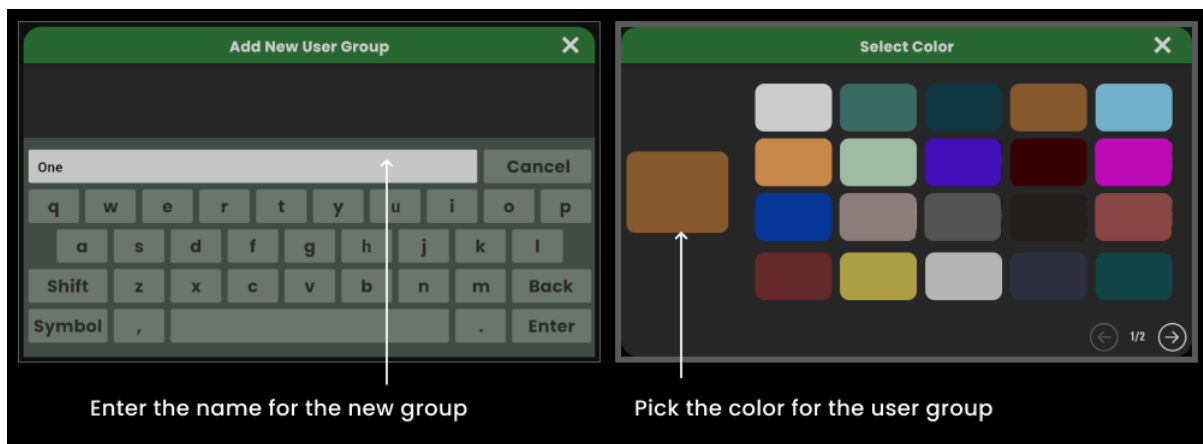 Add New User Group
One
Cancel
q w e r t y u i o p
a s d f g h j k l
Shift z x c v b n m Back
Symbol , . Enter
Enter the name for the new group
Select Color
1/2
Pick the color for the user group